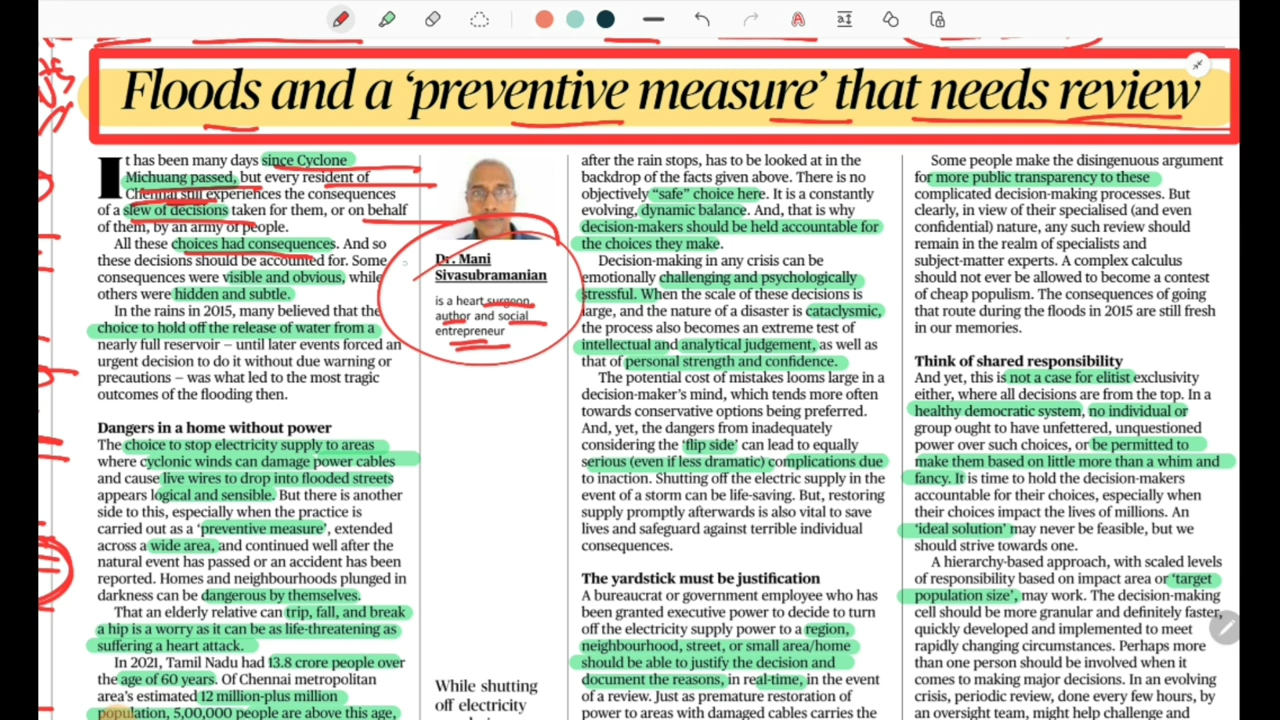 Floods and a ‘preventive measure’ that needs review
It has been many days since Cyclone
Michuang passed, but every resident of
Chennai still experiences the consequences
of a slew of decisions taken for them, or on behalf
of them, by an army of people.
All these choices had consequences. And so
these decisions should be accounted for. Some
consequences were visible and obvious, while
others were hidden and subtle.
In the rains in 2015, many believed that the
choice to hold off the release of water from a
nearly full reservoir – until later events forced an
urgent decision to do it without due warning or
precautions – was what led to the most tragic
outcomes of the flooding then.
Dangers in a home without power
The choice to stop electricity supply to areas
where cyclonic winds can damage power cables
and cause live wires to drop into flooded streets
appears logical and sensible. But there is another
side to this, especially when the practice is
carried out as a ‘preventive measure’, extended
across a wide area, and continued well after the
natural event has passed or an accident has been
reported. Homes and neighbourhoods plunged in
darkness can be dangerous by themselves.
That an elderly relative can trip, fall, and break
a hip is a worry as it can be as life-threatening as
suffering a heart attack.
In 2021, Tamil Nadu had 13.8 crore people over
the age of 60 years. Of Chennai metropolitan
area’s estimated 12 million-plus million
population, 5,00,000 people are above this age,
Dr. Mani
Sivasubramanian
is a heart surgeon,
author and social
entrepreneur
While shutting
off electricity
after the rain stops, has to be looked at in the
backdrop of the facts given above. There is no
objectively “safe” choice here. It is a constantly
evolving, dynamic balance. And, that is why
decision-makers should be held accountable for
the choices they make.
Decision-making in any crisis can be
emotionally challenging and psychologically
stressful. When the scale of these decisions is
large, and the nature of a disaster is cataclysmic,
the process also becomes an extreme test of
intellectual and analytical judgement, as well as
that of personal strength and confidence.
The potential cost of mistakes looms large in a
decision-maker’s mind, which tends more often
towards conservative options being preferred.
And, yet, the dangers from inadequately
considering the ‘flip side’ can lead to equally
serious (even if less dramatic) complications due
to inaction. Shutting off the electric supply in the
event of a storm can be life-saving. But, restoring
supply promptly afterwards is also vital to save
lives and safeguard against terrible individual
consequences.
The yardstick must be justification
A bureaucrat or government employee who has
been granted executive power to decide to turn
off the electricity supply power to a region,
neighbourhood, street, or small area/home
should be able to justify the decision and
document the reasons, in real-time, in the event
of a review. Just as premature restoration of
power to areas with damaged cables carries the
Some people make the disingenuous argument
for more public transparency to these
complicated decision-making processes. But
clearly, in view of their specialised (and even
confidential) nature, any such review should
remain in the realm of specialists and
subject-matter experts. A complex calculus
should not ever be allowed to become a contest
of cheap populism. The consequences of going
that route during the floods in 2015 are still fresh
in our memories.
Think of shared responsibility
And yet, this is not a case for elitist exclusivity
either, where all decisions are from the top. In a
healthy democratic system, no individual or
group ought to have unfettered, unquestioned
power over such choices, or be permitted to
make them based on little more than a whim and
fancy. It is time to hold the decision-makers
accountable for their choices, especially when
their choices impact the lives of millions. An
‘ideal solution’ may never be feasible, but we
should strive towards one.
A hierarchy-based approach, with scaled levels
of responsibility based on impact area or ‘target
population size’, may work. The decision-making
cell should be more granular and definitely faster,
quickly developed and implemented to meet
rapidly changing circumstances. Perhaps more
than one person should be involved when it
comes to making major decisions. In an evolving
crisis, periodic review, done every few hours, by
an oversight team, might help challenge and